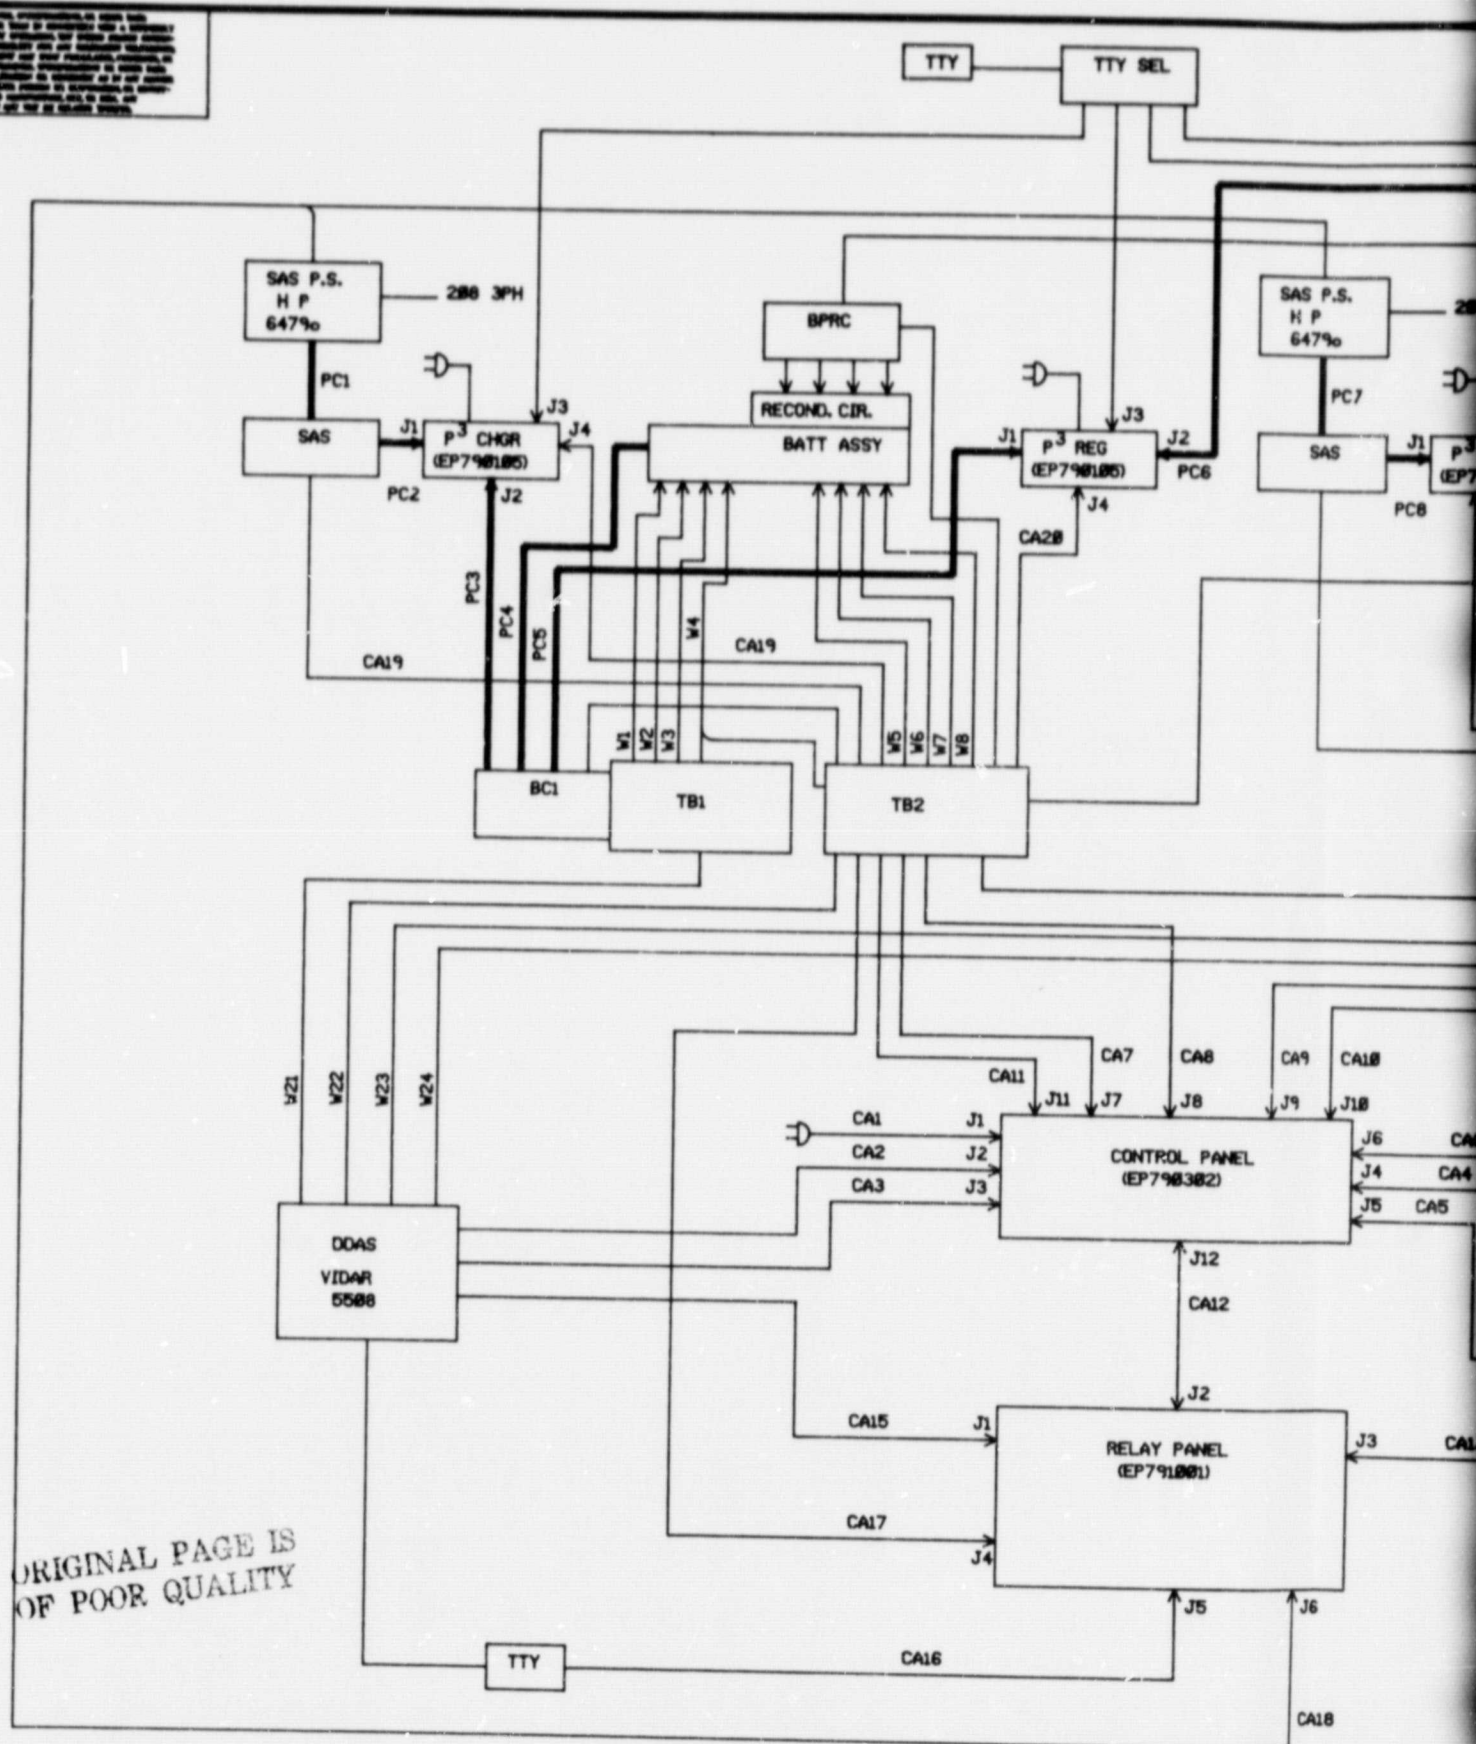 TTY
TTY SEL
SAS P.S.
H P
6479o
208 3PH
PC1
SAS
J1
PC2
P3 CHGR
(EP790105)
J3
J4
J2
BPRC
RECOND. CIR.
BATT ASSY
J1
P3 REG
(EP790105)
J3
J2
PC6
J4
CA20
SAS P.S.
H P
6479o
PC7
SAS
J1
PC8
PC3
PC4
PC5
W4
CA19
CA19
W1
W2
W3
W5
W6
W7
W8
BC1
TB1
TB2
W21
W22
W23
W24
CA11
CA7
CA8
CA9
CA10
J11
J7
J8
J9
J10
CA1
J1
CA2
J2
CA3
J3
CONTROL PANEL
(EP790302)
J6
J4
CA4
J5
CA5
J12
CA12
DDAS
VIDAR
5508
J2
CA15
J1
RELAY PANEL
(EP791001)
J3
CA17
J4
J5
J6
TTY
CA16
CA18
ORIGINAL PAGE IS
OF POOR QUALITY